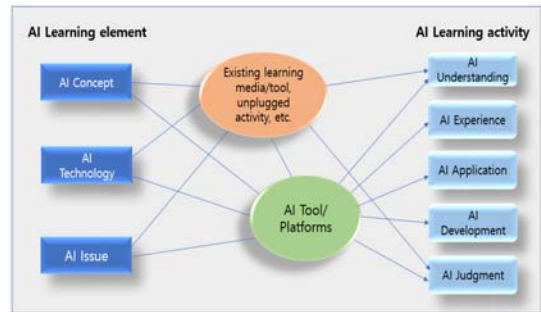 AI Learning element
AI Learning activity
AI Concept
AI
Technology
AI Issue
Existing learning
media/tool,
unplugged
activity, etc.
AI Tool/
Platforms
AI
Understanding
AI Experience
AI Application
AI
Development
AI Judgment